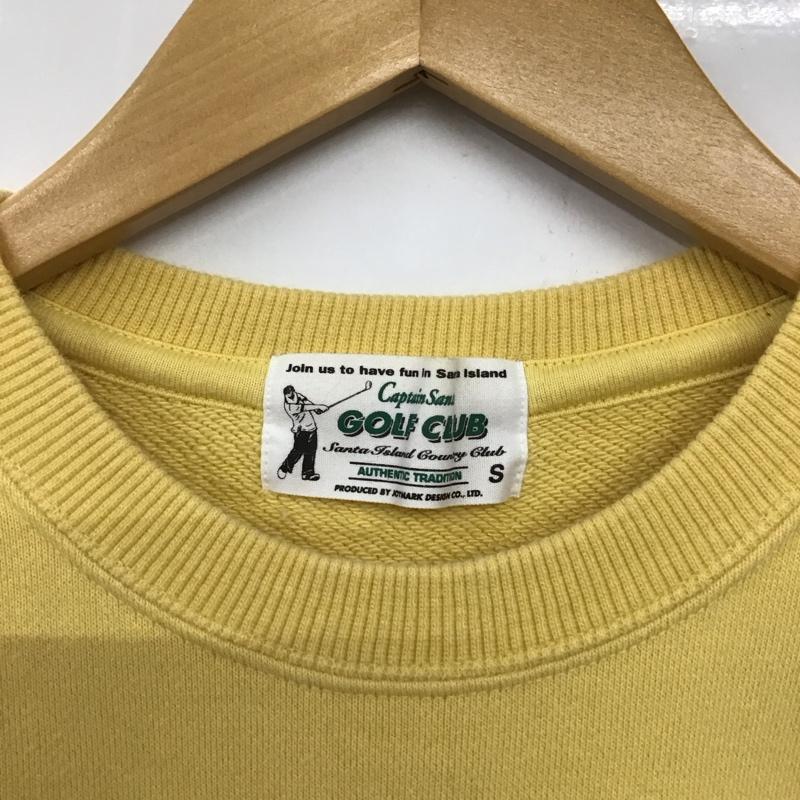 Join us to have fun in Santa Island
Captain Santa
GOLF CLUB
Santa Island Country Club
AUTHENTIC TRADITION
S
PRODUCED BY JOYMARK DESIGN CO., LTD.